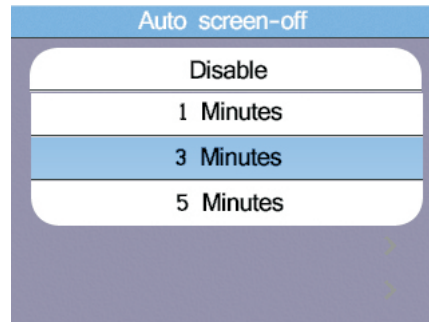 Auto screen-off
Disable
1 Minutes
3 Minutes
5 Minutes